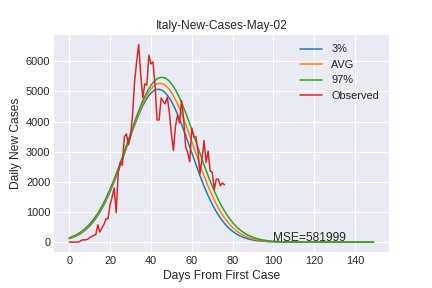 Italy-New-Cases-May-02
Daily New Cases
6000
5000
4000
3000
2000
1000
0
3%
AVG
97%
Observed
MSE=581999
0 20 40 60 80 100 120 140
Days From First Case